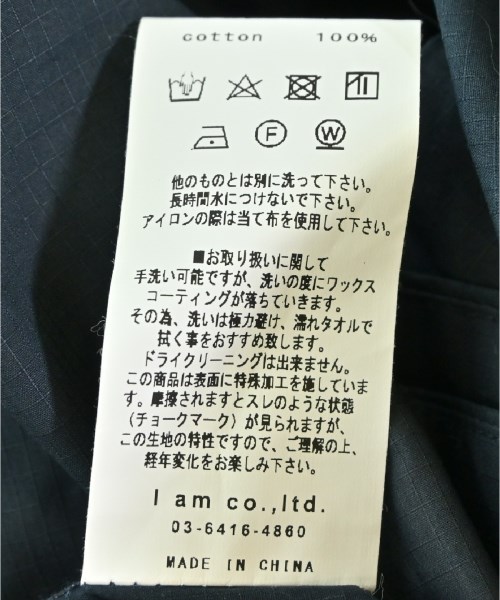 cotton 100%
F W
他のものとは別に洗って下さい。
長時間水につけないで下さい。
アイロンの際は当て布を使用して下さい。
■お取り扱いに関して
手洗い可能ですが、洗いの度にワックス
コーティングが落ちていきます。
その為、洗いは極力避け、濡れタオルで
拭く事をおすすめ致します。
ドライクリーニングは出来ません。
この商品は表面に特殊加工を施していま
す。摩擦されますとスレのような状態
（チョークマーク）が見られますが、
この生地の特性ですので、ご理解の上、
経年変化をお楽しみ下さい。
I am co.,ltd.
03-6416-4860
MADE IN CHINA